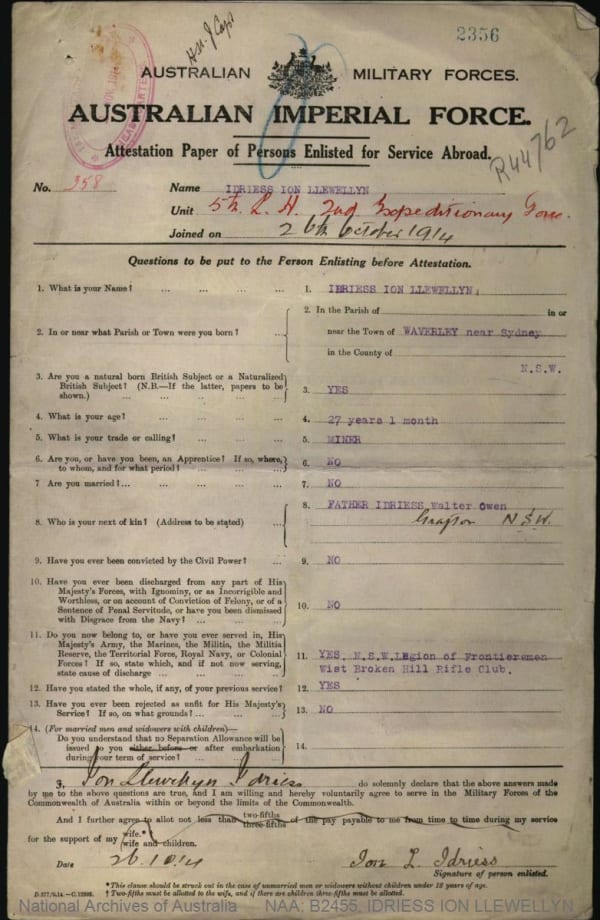 2356
AUSTRALIAN MILITARY FORCES.
AUSTRALIAN IMPERIAL FORCE.
Attestation Paper of Persons Enlisted for Service Abroad.
R44762
No. 358 Name IDRIESS ION LLEWELLYN
Unit 5th L. H. 2nd Expeditionary Force.
Joined on 26th October 1914
Questions to be put to the Person Enlisting before Attestation.
1. What is your Name? ... ... ... ... 1. IDRIESS ION LLEWELLYN.
2. In or near what Parish or Town were you born? ... 2. In the Parish of in or
near the Town of WAVERLEY near Sydney
in the County of
N.S.W.
3. Are you a natural born British Subject or a Naturalized
British Subject? (N.B.—If the latter, papers to be
shown.) ... ... ... ... ... 3. YES
4. What is your age? ... ... ... ... 4. 27 years 1 month
5. What is your trade or calling? ... ... ... 5. MINER
6. Are you, or have you been, an Apprentice? If so, where,
to whom, and for what period? ... ... ... 6. NO
7. Are you married?... ... ... ... ... 7. NO
8. Who is your next of kin? (Address to be stated) ... 8. FATHER IDRIESS Walter Owen
Grafton N.S.W.
9. Have you ever been convicted by the Civil Power? ... 9. NO
10. Have you ever been discharged from any part of His
Majesty's Forces, with Ignominy, or as Incorrigible and
Worthless, or on account of Conviction of Felony, or of a
Sentence of Penal Servitude, or have you been dismissed
with Disgrace from the Navy? ... ... ... 10. NO
11. Do you now belong to, or have you ever served in, His
Majesty's Army, the Marines, the Militia, the Militia
Reserve, the Territorial Force, Royal Navy, or Colonial
Forces? If so, state which, and if not now serving,
state cause of discharge ... ... ... ... 11. YES, N.S.W. Legion of Frontiersmen
Wist Broken Hill Rifle Club.
12. Have you stated the whole, if any, of your previous service? 12. YES
13. Have you ever been rejected as unfit for His Majesty's
Service? If so, on what grounds? ... ... ... 13. NO
14. (For married men and widowers with children)—
Do you understand that no Separation Allowance will be
issued to you either before or after embarkation
during your term of service? ... ... ... 14.
I, Ion Llewellyn Idriess do solemnly declare that the above answers made
by me to the above questions are true, and I am willing and hereby voluntarily agree to serve in the Military Forces of the
Commonwealth of Australia within or beyond the limits of the Commonwealth.
And I further agree to allot not less than two-fifths three-fifths of the pay payable to me from time to time during my service
for the support of my wife.*
wife and children.
Date 26.10.14 Ion L. Idriess
Signature of person enlisted.
*This clause should be struck out in the case of unmarried men or widowers without children under 18 years of age.
† Two-fifths must be allotted to the wife, and if there are children three-fifths must be allotted.
National Archives of Australia NAA: B2455, IDRIESS ION LLEWELLYN